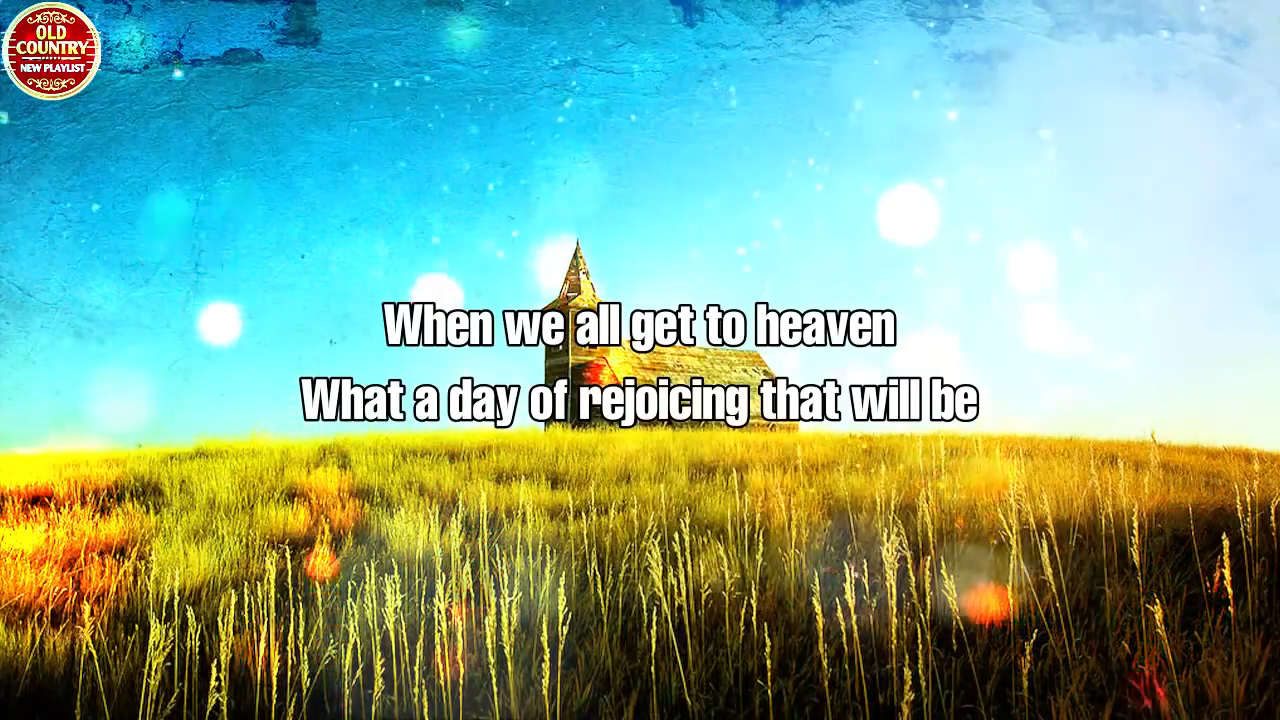 OLD
COUNTRY
NEW PLAYLIST
When we all get to heaven
What a day of rejoicing that will be